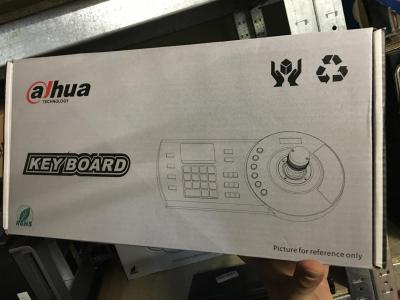 alhua
TECHNOLOGY
KEYBOARD
RoHS
Picture for reference only